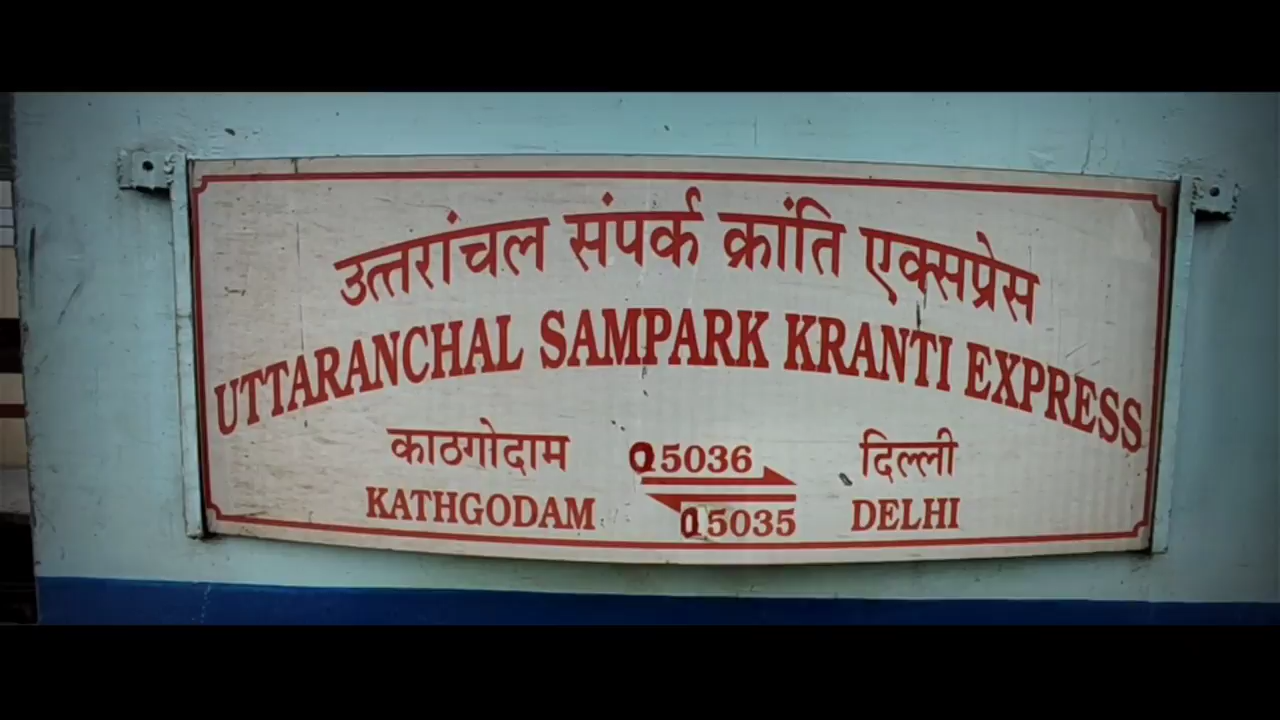 उत्तरांचल संपर्क क्रांति एक्सप्रेस
UTTARANCHAL SAMPARK KRANTI EXPRESS
काठगोदाम 05036 दिल्ली
KATHGODAM 05035 DELHI